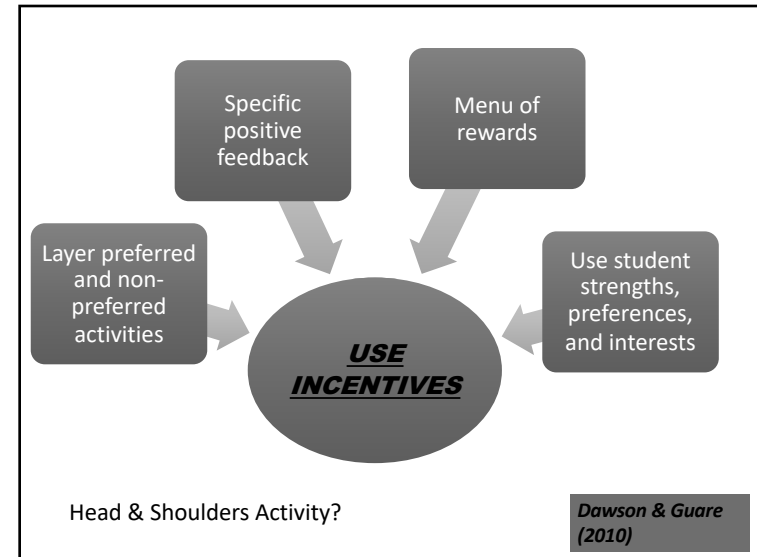 Specific
positive
feedback
Menu of
rewards
Layer preferred
and non-
preferred
activities
Use student
strengths,
preferences,
and interests
USE
INCENTIVES
Head & Shoulders Activity?
Dawson & Guare
(2010)